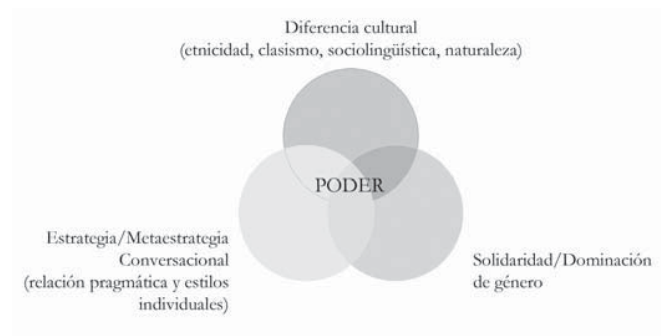 Diferencia cultural
(etnicidad, clasismo, sociolingüística, naturaleza)
PODER
Estrategia/Metaestrategia
Conversacional
(relación pragmática y estilos
individuales)
Solidaridad/Dominación
de género